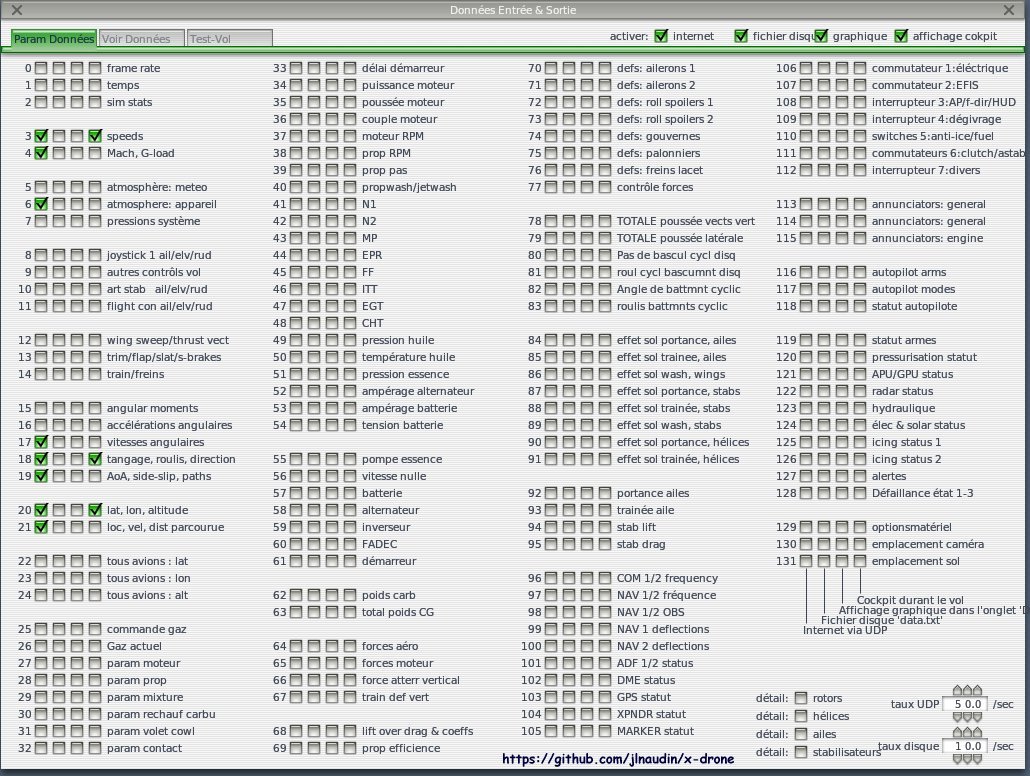 Données Entrée & Sortie
Param Données Voir Données Test-Vol activer: internet fichier disqu graphique affichage cokpit
0 frame rate
1 temps
2 sim stats
3 speeds
4 Mach, G-load
5 atmosphère: meteo
6 atmosphere: appareil
7 pressions système
8 joystick 1 ail/elv/rud
9 autres contrôls vol
10 art stab ail/elv/rud
11 flight con ail/elv/rud
12 wing sweep/thrust vect
13 trim/flap/slat/s-brakes
14 train/freins
15 angular moments
16 accélérations angulaires
17 vitesses angulaires
18 tangage, roulis, direction
19 AoA, side-slip, paths
20 lat, lon, altitude
21 loc, vel, dist parcourue
22 tous avions : lat
23 tous avions : lon
24 tous avions : alt
25 commande gaz
26 Gaz actuel
27 param moteur
28 param prop
29 param mixture
30 param rechauf carbu
31 param volet cowl
32 param contact
33 délai démarreur
34 puissance moteur
35 poussée moteur
36 couple moteur
37 moteur RPM
38 prop RPM
39 prop pas
40 propwash/jetwash
41 N1
42 N2
43 MP
44 EPR
45 FF
46 ITT
47 EGT
48 CHT
49 pression huile
50 température huile
51 pression essence
52 ampérage alternateur
53 ampérage batterie
54 tension batterie
55 pompe essence
56 vitesse nulle
57 batterie
58 alternateur
59 inverseur
60 FADEC
61 démarreur
62 poids carb
63 total poids CG
64 forces aéro
65 forces moteur
66 force atterr vertical
67 train def vert
68 lift over drag & coeffs
69 prop efficience
70 defs: ailerons 1
71 defs: ailerons 2
72 defs: roll spoilers 1
73 defs: roll spoilers 2
74 defs: gouvernes
75 defs: palonniers
76 defs: freins lacet
77 contrôle forces
78 TOTALE poussée vects vert
79 TOTALE poussée latérale
80 Pas de bascul cycl disq
81 roul cycl bascumnt disq
82 Angle de battmnt cyclic
83 roulis battmnts cyclic
84 effet sol portance, ailes
85 effet sol trainee, ailes
86 effet sol wash, wings
87 effet sol portance, stabs
88 effet sol trainée, stabs
89 effet sol wash, stabs
90 effet sol portance, hélices
91 effet sol trainée, hélices
92 portance ailes
93 trainée aile
94 stab lift
95 stab drag
96 COM 1/2 frequency
97 NAV 1/2 fréquence
98 NAV 1/2 OBS
99 NAV 1 deflections
100 NAV 2 deflections
101 ADF 1/2 status
102 DME status
103 GPS statut
104 XPNDR statut
105 MARKER statut
106 commutateur 1:éléctrique
107 commutateur 2:EFIS
108 interrupteur 3:AP/f-dir/HUD
109 interrupteur 4:dégivrage
110 switches 5:anti-ice/fuel
111 commutateurs 6:clutch/astab
112 interrupteur 7:divers
113 annunciators: general
114 annunciators: general
115 annunciators: engine
116 autopilot arms
117 autopilot modes
118 statut autopilote
119 statut armes
120 pressurisation statut
121 APU/GPU status
122 radar status
123 hydraulique
124 élec & solar status
125 icing status 1
126 icing status 2
127 alertes
128 Défaillance état 1-3
129 optionsmatériel
130 emplacement caméra
131 emplacement sol
Cockpit durant le vol
Affichage graphique dans l'onglet 'D
Fichier disque 'data.txt'
Internet via UDP
détail: rotors
détail: hélices
détail: ailes
détail: stabilisateurs
taux UDP 5 0.0 /sec
taux disque 1 0.0 /sec
https://github.com/jlnaudin/x-drone